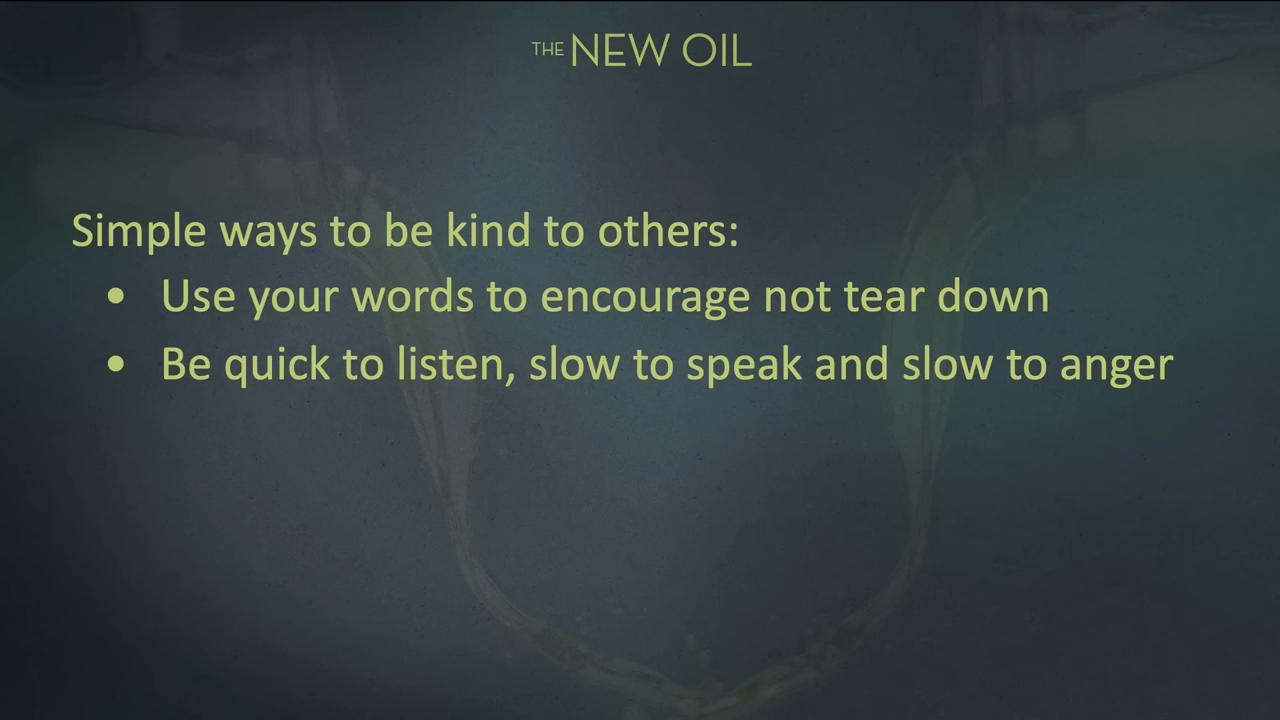 THE NEW OIL
Simple ways to be kind to others:
• Use your words to encourage not tear down
• Be quick to listen, slow to speak and slow to anger